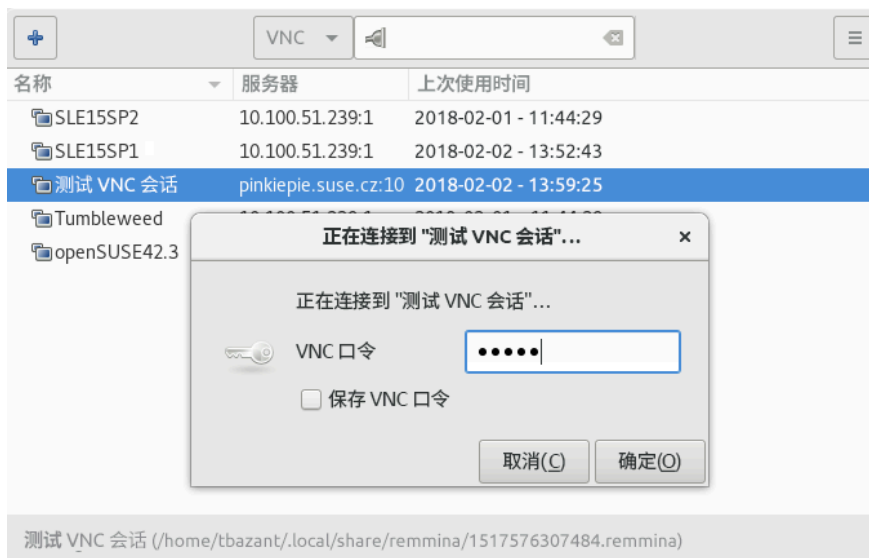 VNC
名称 服务器 上次使用时间
SLE15SP2 10.100.51.239:1 2018-02-01 - 11:44:29
SLE15SP1 10.100.51.239:1 2018-02-02 - 13:52:43
测试 VNC 会话 pinkiepie.suse.cz:10 2018-02-02 - 13:59:25
Tumbleweed
openSUSE42.3
正在连接到 "测试 VNC 会话"... ×
正在连接到 "测试 VNC 会话"...
VNC 口令 •••••
保存 VNC 口令
取消(C) 确定(O)
测试 VNC 会话 (/home/tbazant/.local/share/remmina/1517576307484.remmina)